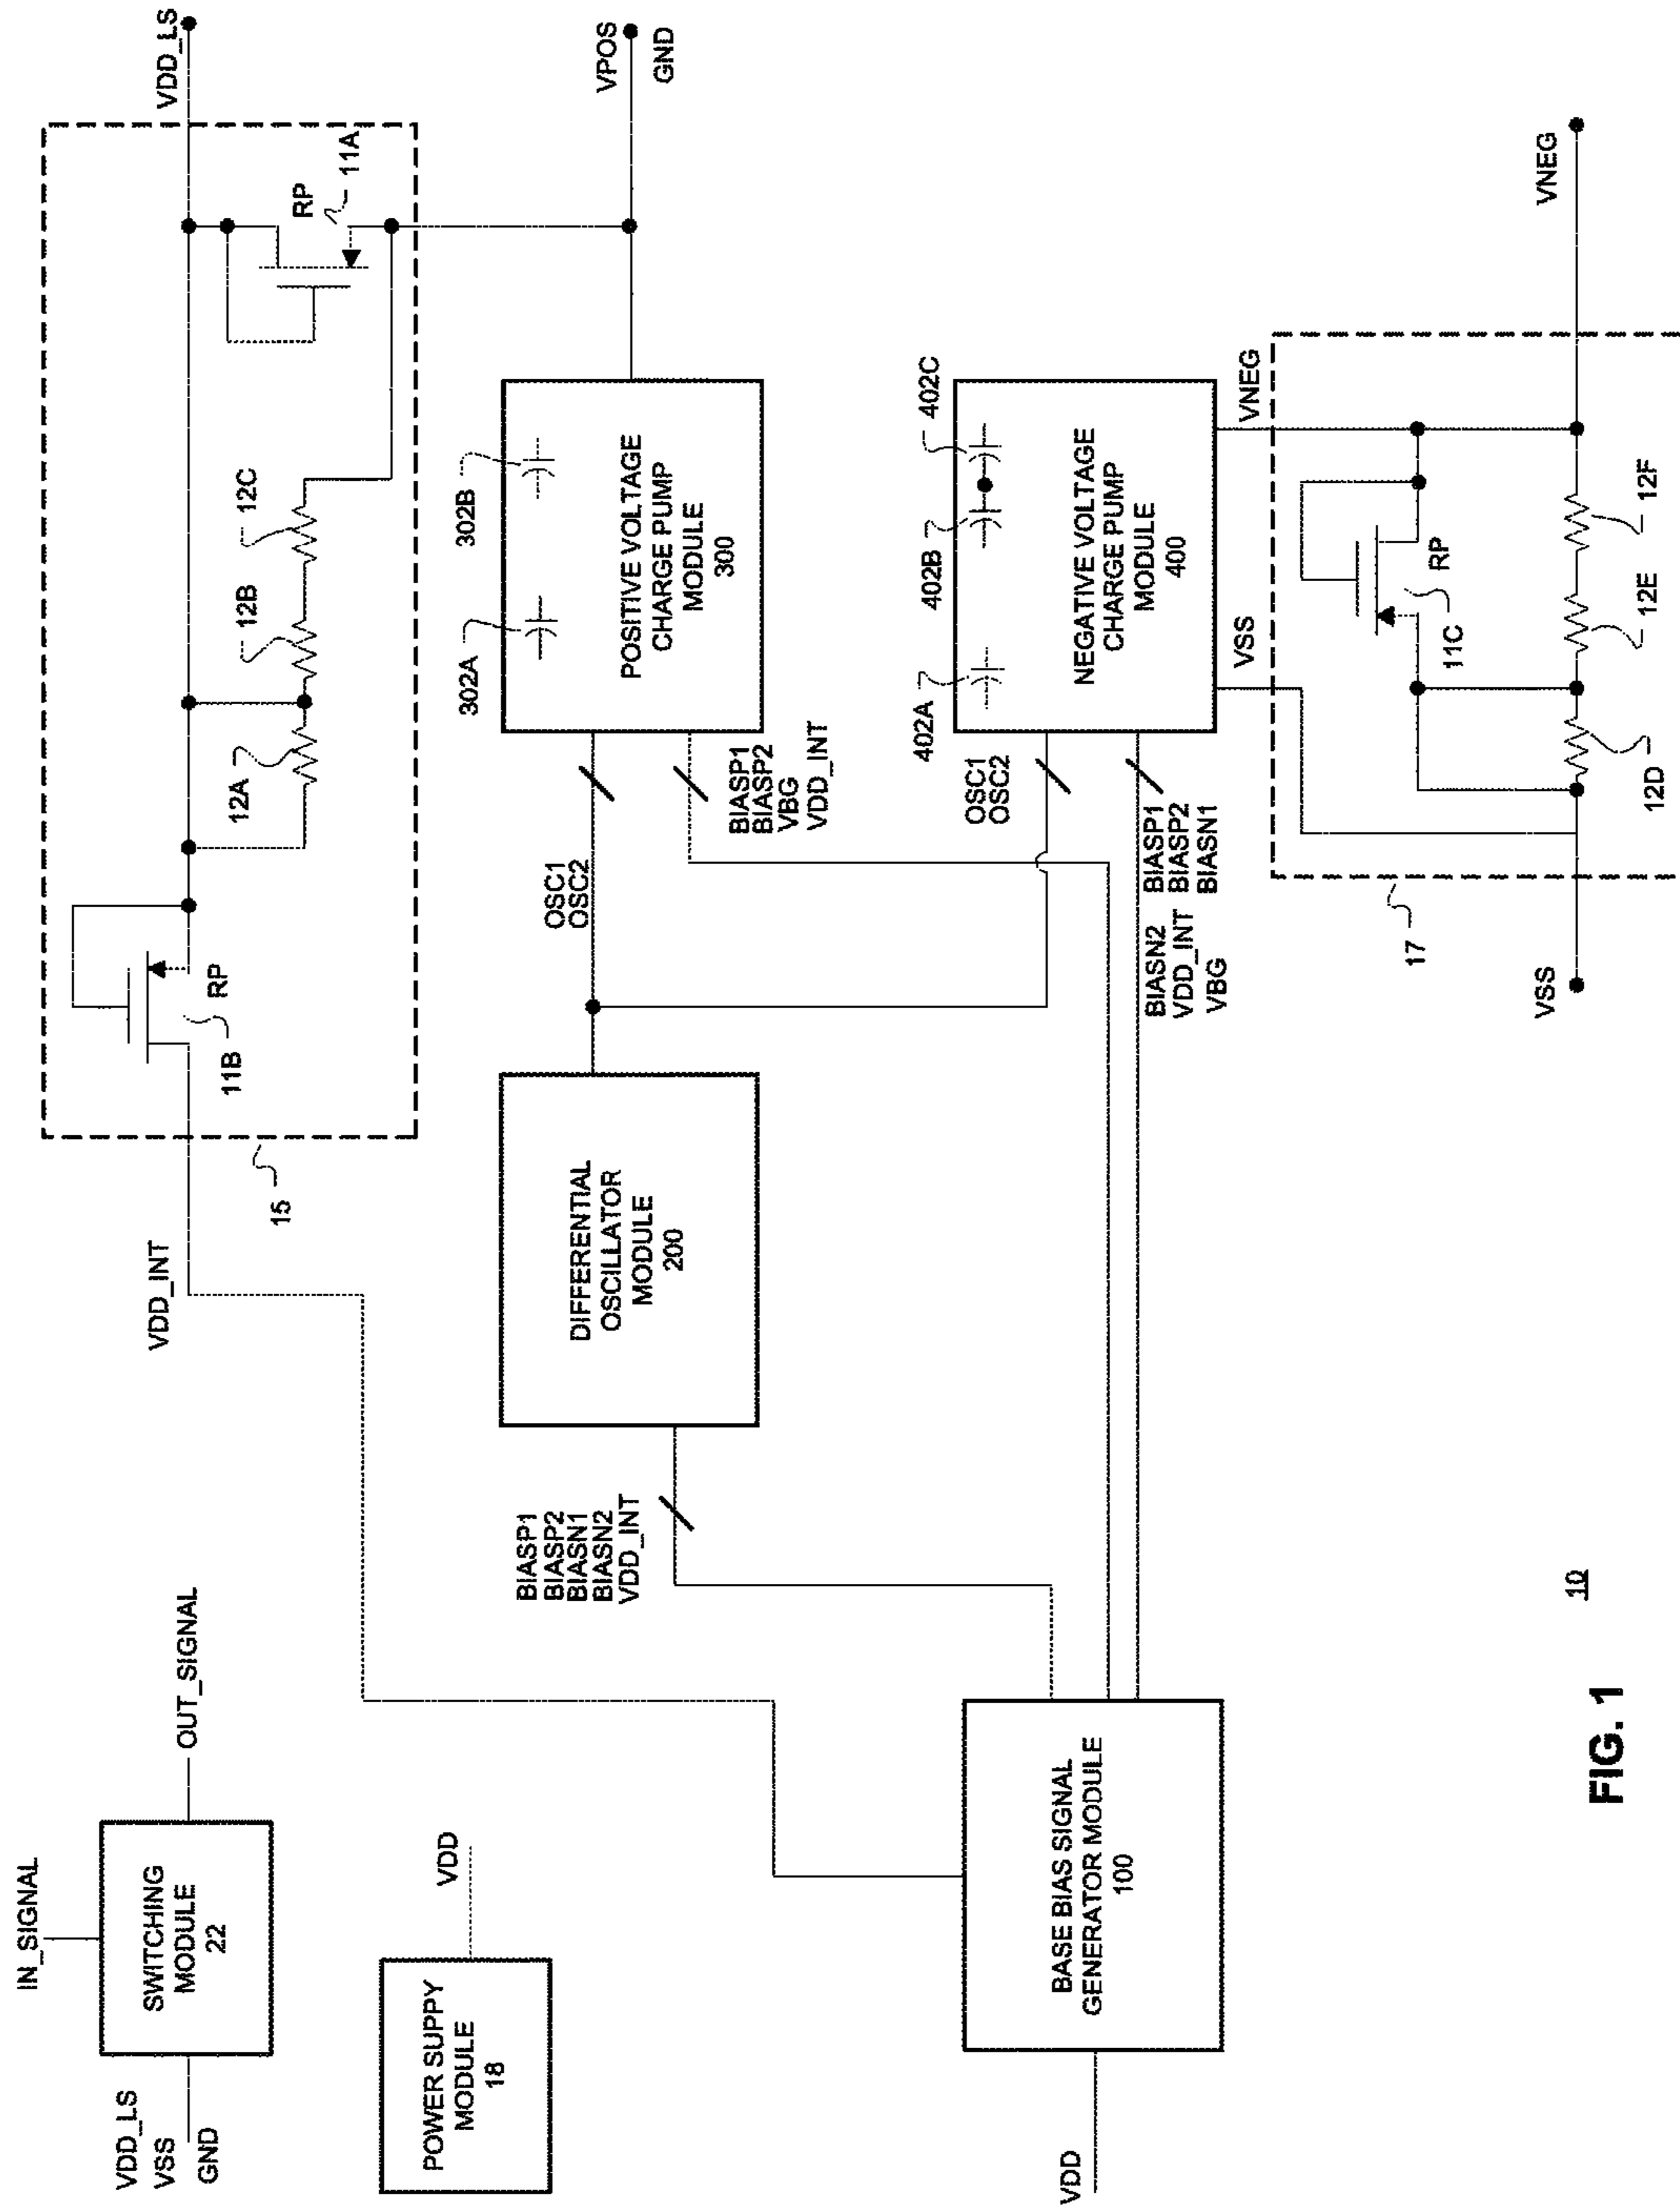 IN_SIGNAL
SWITCHING
MODULE
22
OUT_SIGNAL
VDD_LS
VSS
GND
POWER SUPPY
MODULE
18
VDD
VDD
BASE BIAS SIGNAL
GENERATOR MODULE
100
VDD_INT
15
11B
RP
12A
12B
12C
RP
11A
VDD_LS
BIASP1
BIASP2
BIASN1
BIASN2
VDD_INT
DIFFERENTIAL
OSCILLATOR
MODULE
200
OSC1
OSC2
BIASP1
BIASP2
VBG
VDD_INT
302A
302B
POSITIVE VOLTAGE
CHARGE PUMP
MODULE
300
VPOS
GND
OSC1
OSC2
BIASP1
BIASP2
BIASN1
BIASN2
VDD_INT
VBG
402A
402B
402C
NEGATIVE VOLTAGE
CHARGE PUMP
MODULE
400
VSS
VNEG
17
11C
RP
12D
12E
12F
VSS
VNEG
10
FIG. 1